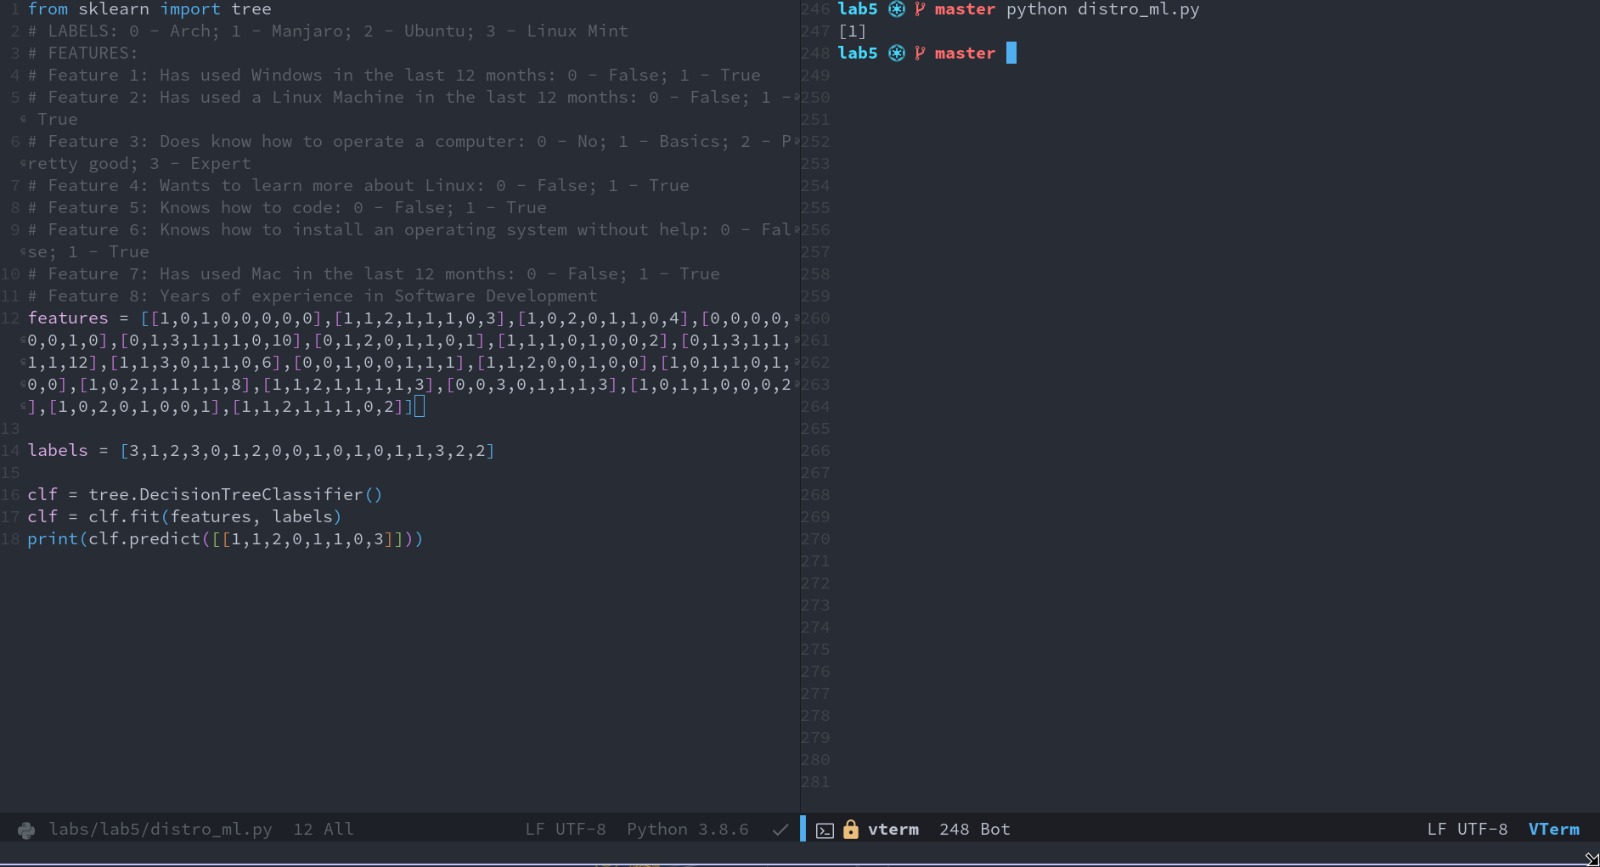 1 from sklearn import tree
2 # LABELS: 0 - Arch; 1 - Manjaro; 2 - Ubuntu; 3 - Linux Mint
3 # FEATURES:
4 # Feature 1: Has used Windows in the last 12 months: 0 - False; 1 - True
5 # Feature 2: Has used a Linux Machine in the last 12 months: 0 - False; 1 -
True
6 # Feature 3: Does know how to operate a computer: 0 - No; 1 - Basics; 2 - P
retty good; 3 - Expert
7 # Feature 4: Wants to learn more about Linux: 0 - False; 1 - True
8 # Feature 5: Knows how to code: 0 - False; 1 - True
9 # Feature 6: Knows how to install an operating system without help: 0 - Fal
se; 1 - True
10 # Feature 7: Has used Mac in the last 12 months: 0 - False; 1 - True
11 # Feature 8: Years of experience in Software Development
12 features = [[1,0,1,0,0,0,0,0],[1,1,2,1,1,1,0,3],[1,0,2,0,1,1,0,4],[0,0,0,0,
0,0,1,0],[0,1,3,1,1,1,0,10],[0,1,2,0,1,1,0,1],[1,1,1,0,1,0,0,2],[0,1,3,1,1,
1,1,12],[1,1,3,0,1,1,0,6],[0,0,1,0,0,1,1,1],[1,1,2,0,0,1,0,0],[1,0,1,1,0,1,
0,0],[1,0,2,1,1,1,1,8],[1,1,2,1,1,1,1,3],[0,0,3,0,1,1,1,3],[1,0,1,1,0,0,0,2
],[1,0,2,0,1,0,0,1],[1,1,2,1,1,1,0,2]]
13
14 labels = [3,1,2,3,0,1,2,0,0,1,0,1,0,1,1,3,2,2]
15
16 clf = tree.DecisionTreeClassifier()
17 clf = clf.fit(features, labels)
18 print(clf.predict([[1,1,2,0,1,1,0,3]]))
labs/lab5/distro_ml.py 12 All LF UTF-8 Python 3.8.6
246 lab5 master python distro_ml.py
247 [1]
248 lab5 master
249
250
251
252
253
254
255
256
257
258
259
260
261
262
263
264
265
266
267
268
269
270
271
272
273
274
275
276
277
278
279
280
281
vterm 248 Bot LF UTF-8 VTerm